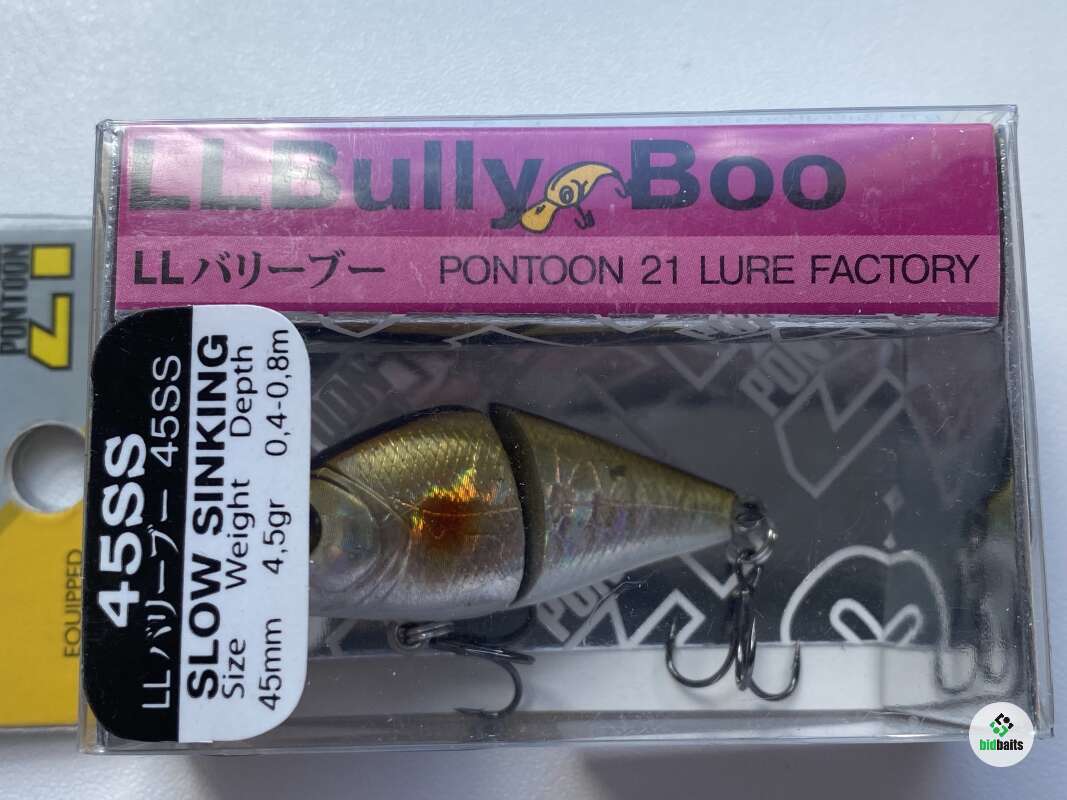 LLBully Boo
LLバリーブー PONTOON 21 LURE FACTORY
PONTOON
21
EQUIPPED
45SS
LLバリーブー 45SS
SLOW SINKING
Size Weight Depth
45mm 4,5gr 0,4-0,8m
PONTOON
PONTOON
bidbaits